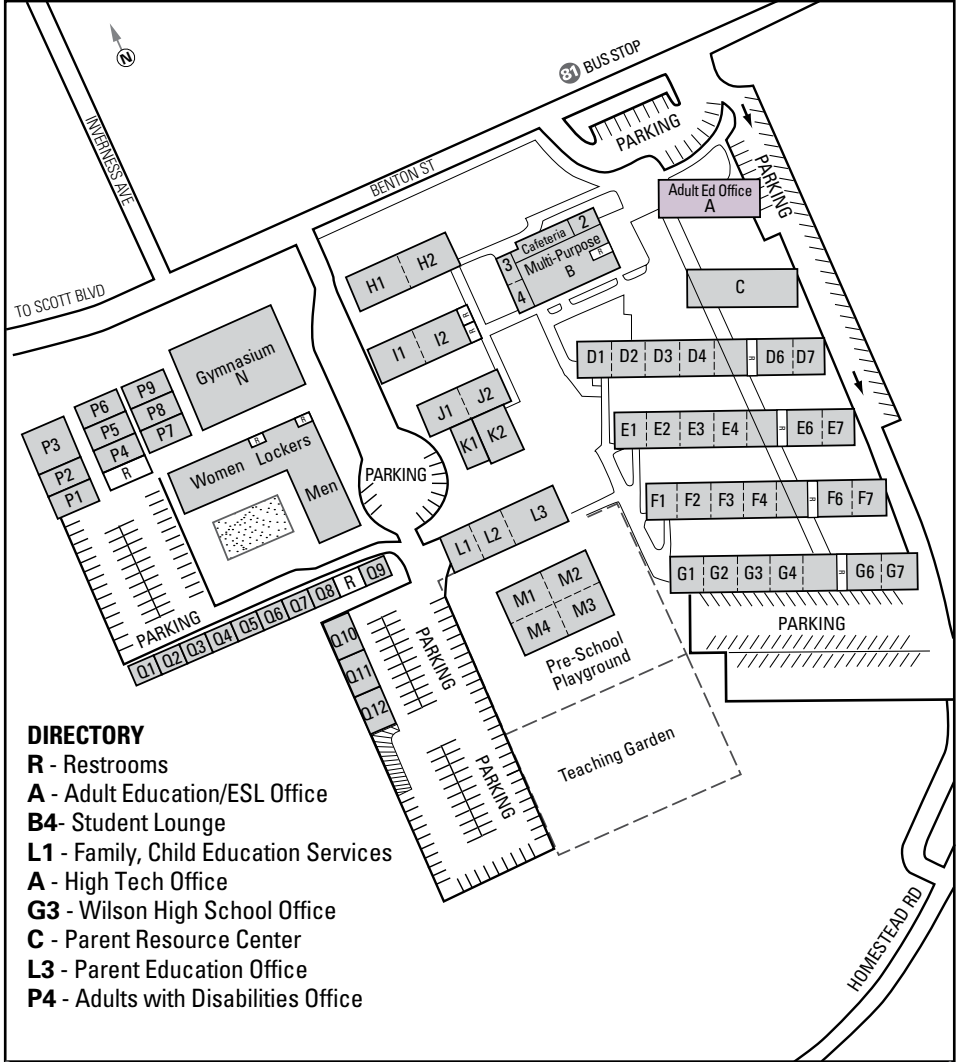 N
81 BUS STOP
INVERNESS AVE
BENTON ST
TO SCOTT BLVD
PARKING
PARKING
Adult Ed Office
A
Cafeteria
2
3
Multi-Purpose
B
R
4
H1 H2
C
I1 I2
R
R
D1 D2 D3 D4 R D6 D7
Gymnasium
N
P9
P8
P7
P6
P5
P4
R
P3
P2
P1
J1 J2
K1 K2
E1 E2 E3 E4 R E6 E7
Women Lockers
R
R
Men
PARKING
F1 F2 F3 F4 R F6 F7
L1 L2 L3
G1 G2 G3 G4 R G6 G7
M1 M2
M4 M3
PARKING
PARKING
Q1 Q2 Q3 Q4 Q5 Q6 Q7 Q8 R Q9
Q10
Q11
Q12
PARKING
PARKING
Pre-School
Playground
Teaching Garden
HOMESTEAD RD
DIRECTORY
R - Restrooms
A - Adult Education/ESL Office
B4- Student Lounge
L1 - Family, Child Education Services
A - High Tech Office
G3 - Wilson High School Office
C - Parent Resource Center
L3 - Parent Education Office
P4 - Adults with Disabilities Office